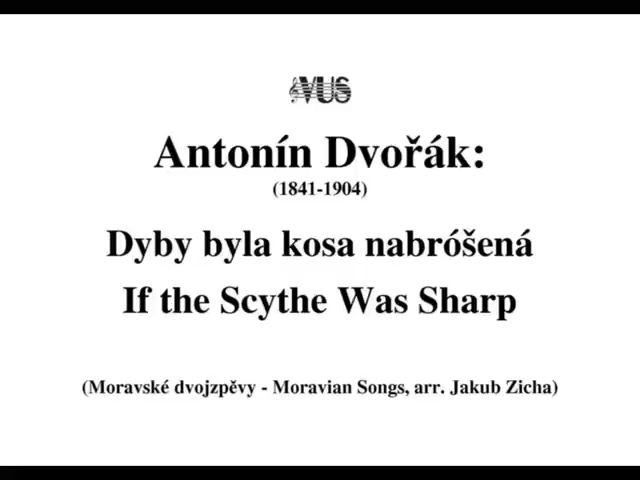 VUS
Antonín Dvořák:
(1841-1904)
Dyby byla kosa nabróšená
If the Scythe Was Sharp
(Moravské dvojzpěvy - Moravian Songs, arr. Jakub Zicha)